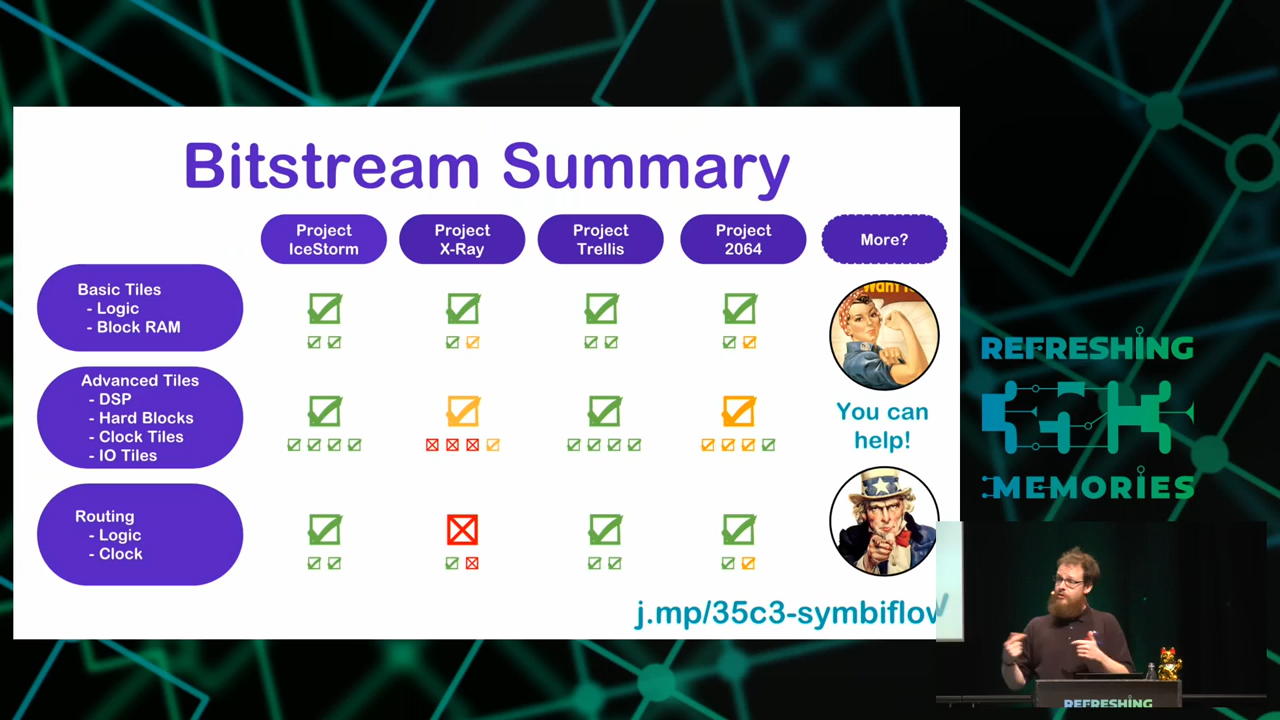 Bitstream Summary
Project
IceStorm
Project
X-Ray
Project
Trellis
Project
2064
More?
Basic Tiles
- Logic
- Block RAM
Advanced Tiles
- DSP
- Hard Blocks
- Clock Tiles
- IO Tiles
Routing
- Logic
- Clock
You can
help!
j.mp/35c3-symbiflow
REFRESHING
35C3
MEMORIES
REFRESHING